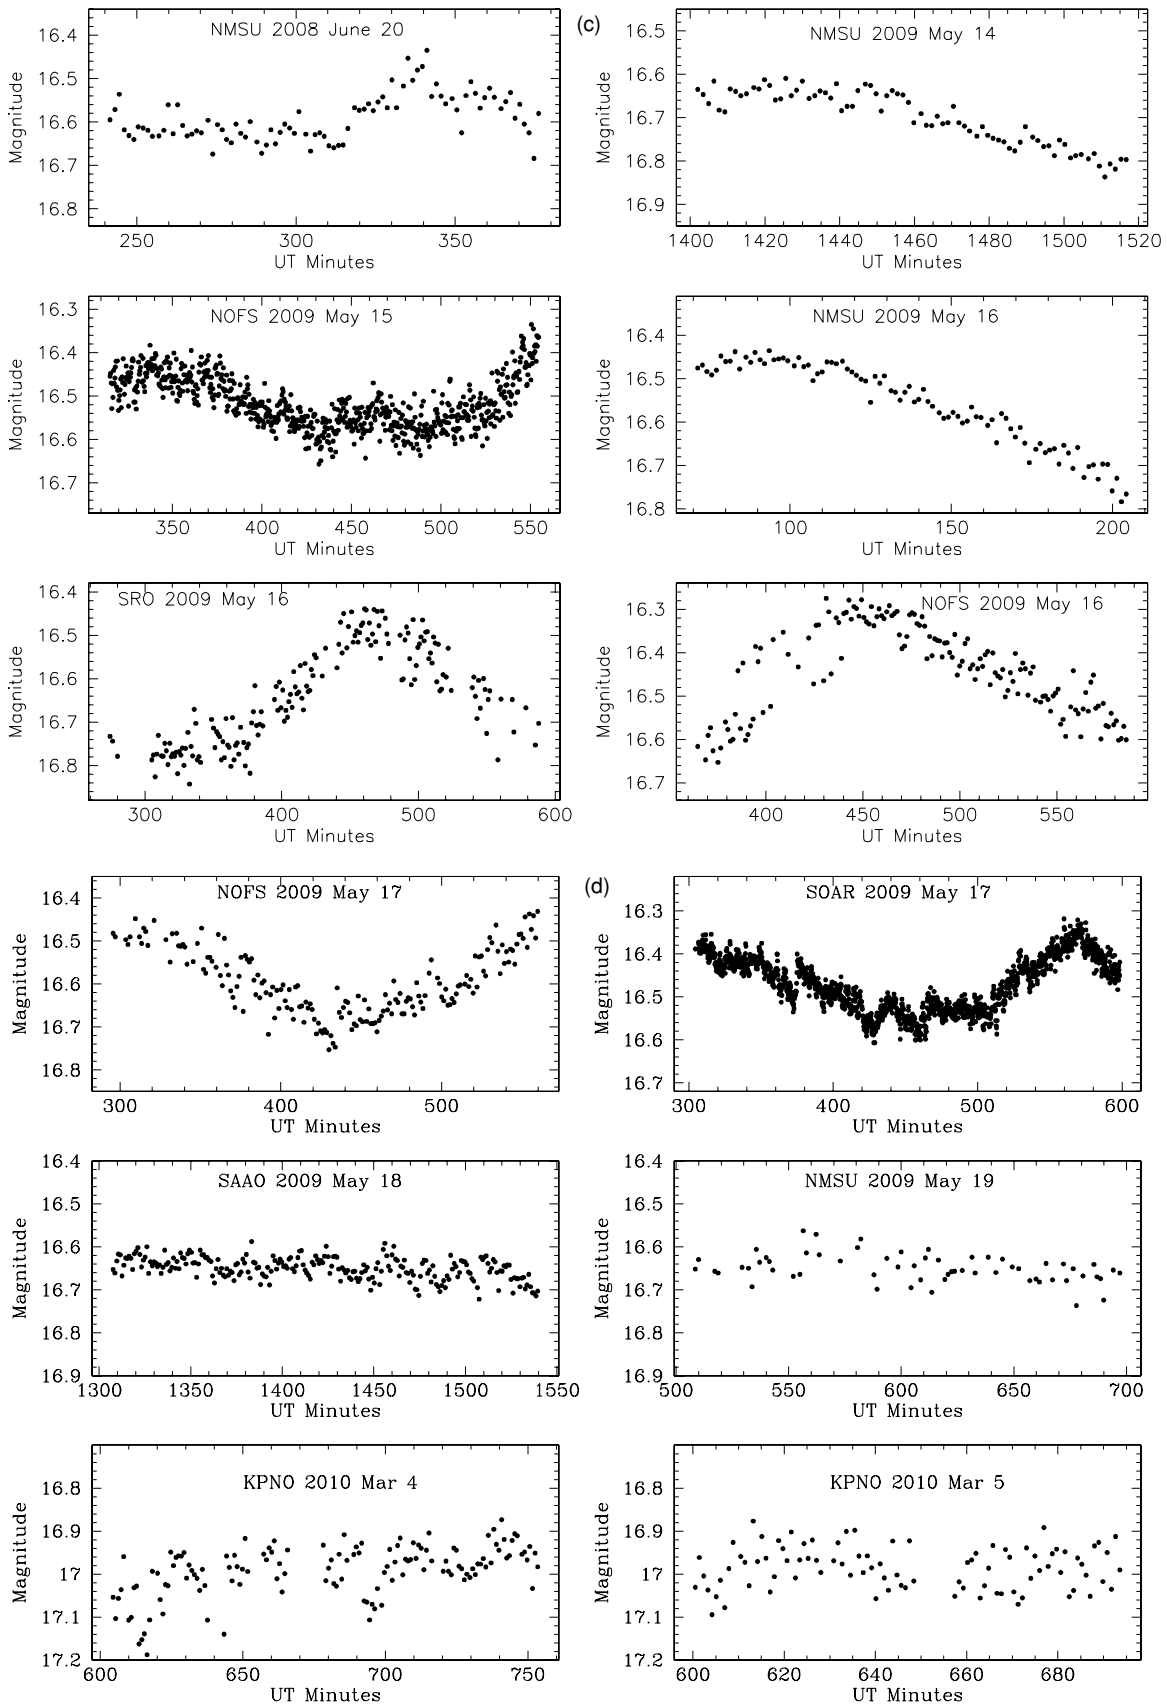 NMSU 2008 June 20
Magnitude
16.4
16.5
16.6
16.7
16.8
250 300 350
UT Minutes
(c)
NMSU 2009 May 14
Magnitude
16.5
16.6
16.7
16.8
16.9
1400 1420 1440 1460 1480 1500 1520
UT Minutes
NOFS 2009 May 15
Magnitude
16.3
16.4
16.5
16.6
16.7
350 400 450 500 550
UT Minutes
NMSU 2009 May 16
Magnitude
16.4
16.5
16.6
16.7
16.8
100 150 200
UT Minutes
SRO 2009 May 16
Magnitude
16.4
16.5
16.6
16.7
16.8
300 400 500 600
UT Minutes
NOFS 2009 May 16
Magnitude
16.3
16.4
16.5
16.6
16.7
400 450 500 550
UT Minutes
NOFS 2009 May 17
Magnitude
16.4
16.5
16.6
16.7
16.8
300 400 500
UT Minutes
(d)
SOAR 2009 May 17
Magnitude
16.3
16.4
16.5
16.6
16.7
300 400 500 600
UT Minutes
SAAO 2009 May 18
Magnitude
16.4
16.5
16.6
16.7
16.8
16.9
1300 1350 1400 1450 1500 1550
UT Minutes
NMSU 2009 May 19
Magnitude
16.4
16.5
16.6
16.7
16.8
16.9
500 550 600 650 700
UT Minutes
KPNO 2010 Mar 4
Magnitude
16.8
16.9
17
17.1
17.2
600 650 700 750
UT Minutes
KPNO 2010 Mar 5
Magnitude
16.8
16.9
17
17.1
17.2
600 620 640 660 680
UT Minutes